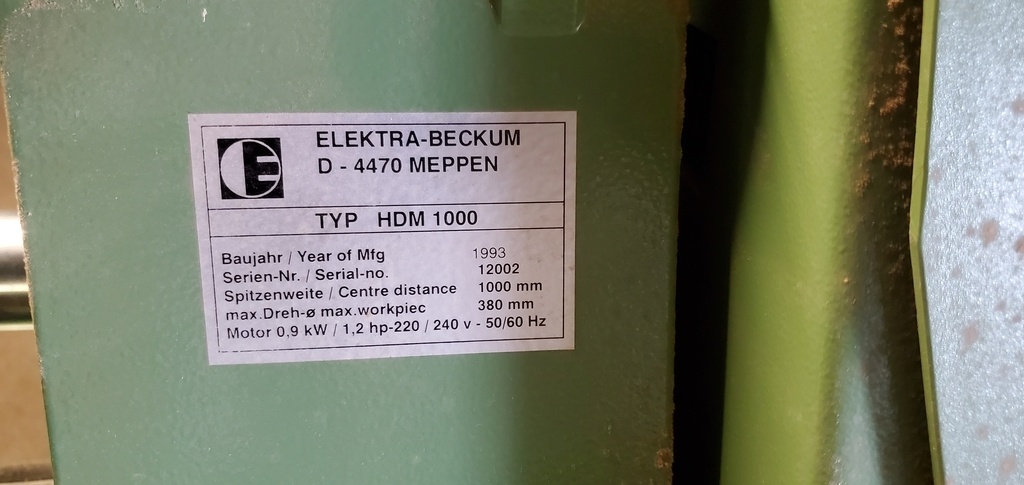 E
ELEKTRA-BECKUM
D - 4470 MEPPEN
TYP HDM 1000
Baujahr / Year of Mfg 1993
Serien-Nr. / Serial-no. 12002
Spitzenweite / Centre distance 1000 mm
max.Dreh-ø max.workpiec 380 mm
Motor 0,9 kW / 1,2 hp-220 / 240 v - 50/60 Hz